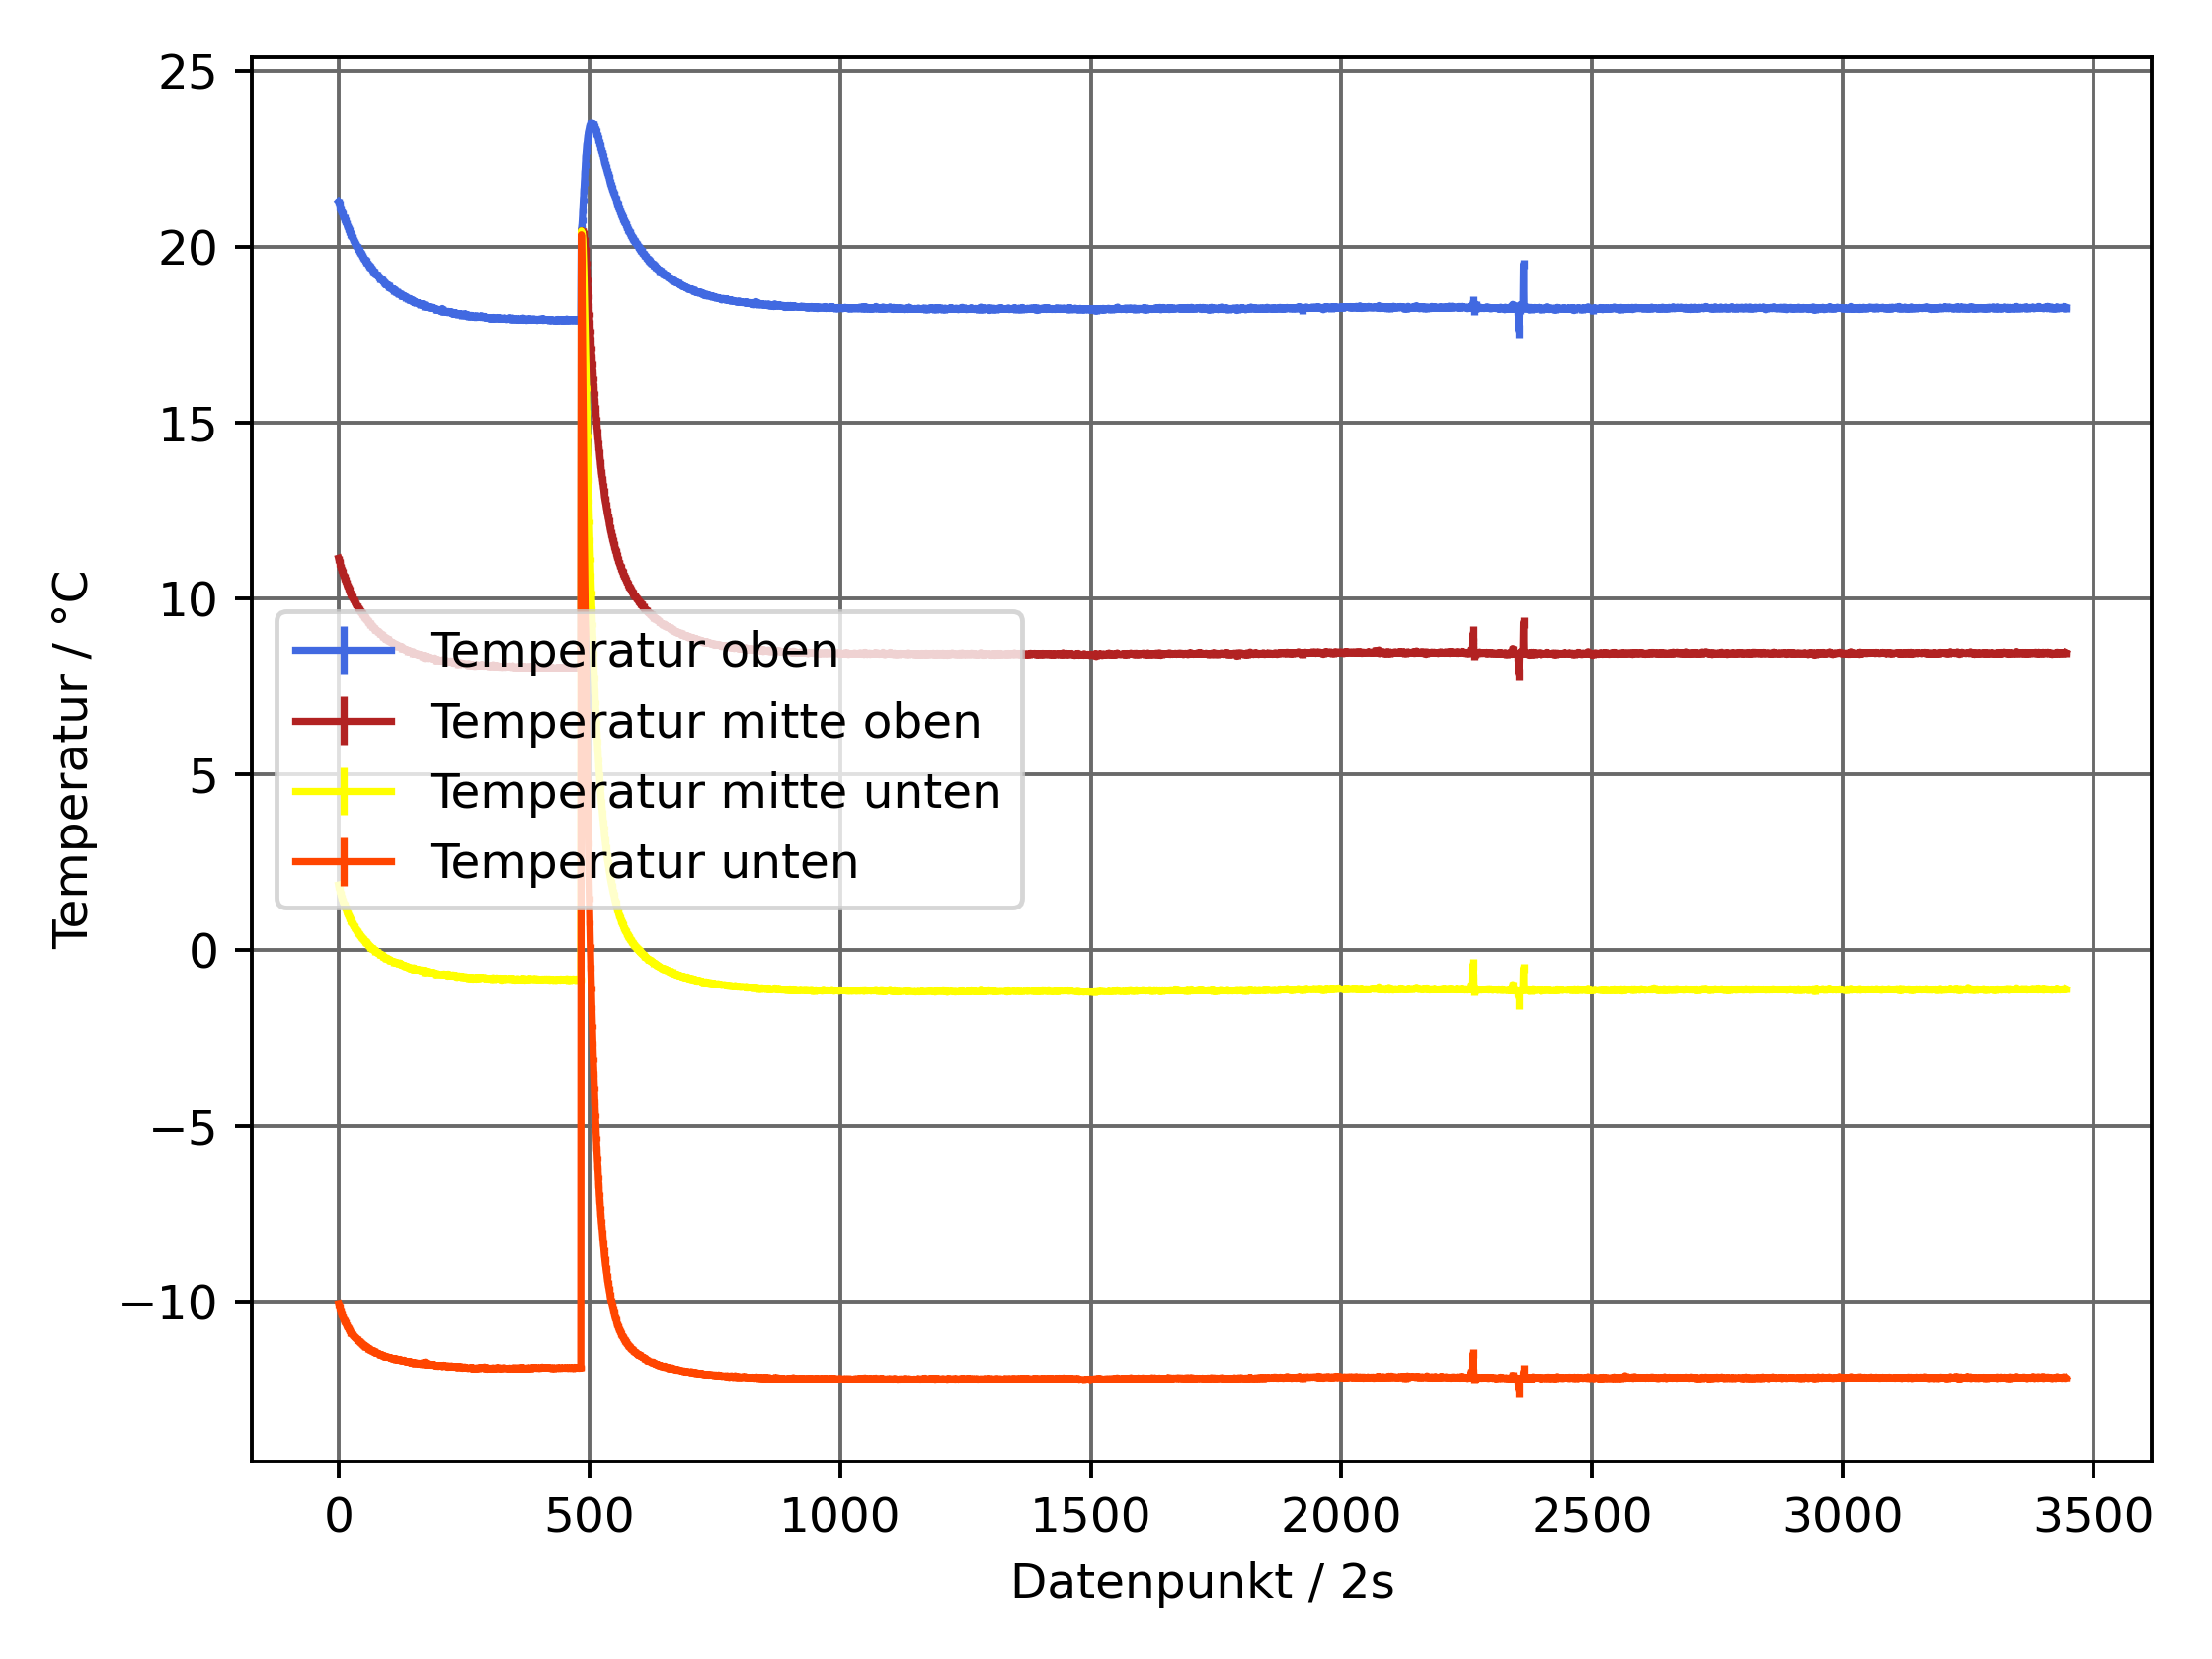 25
20
15
10
5
0
−5
−10
Temperatur / °C
Temperatur oben
Temperatur mitte oben
Temperatur mitte unten
Temperatur unten
0 500 1000 1500 2000 2500 3000 3500
Datenpunkt / 2s